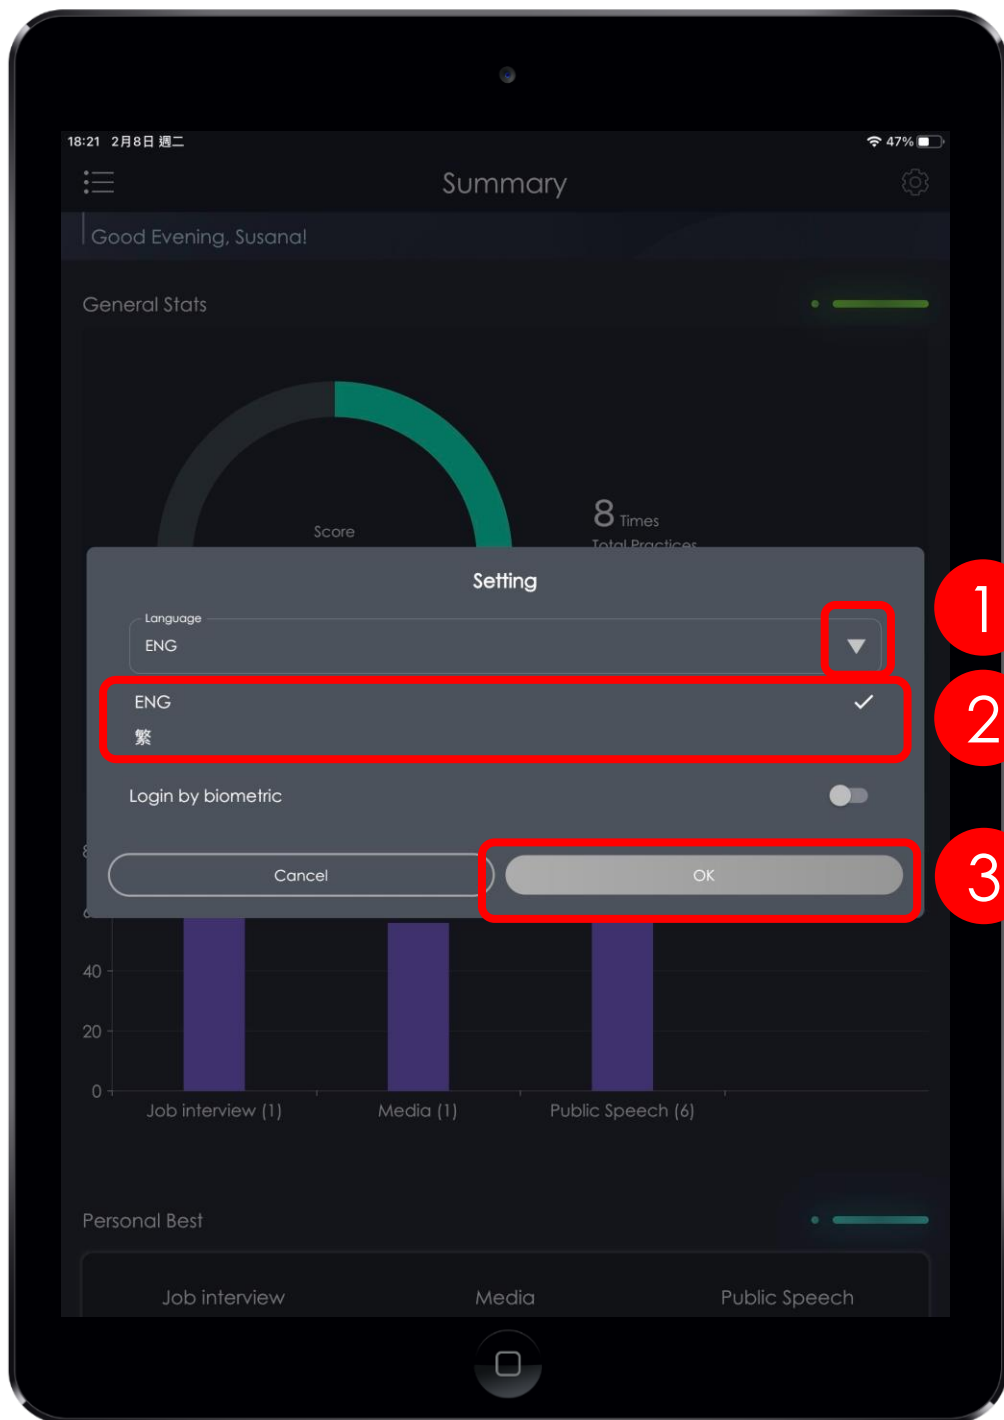 18:21 2月8日 週二
47%
Summary
Good Evening, Susana!
General Stats
Score
8 Times
Total Practices
Setting
1
Language
ENG
ENG
2
繁
Login by biometric
Cancel
OK
3
40
20
0
Job interview (1)
Media (1)
Public Speech (6)
Personal Best
Job interview
Media
Public Speech